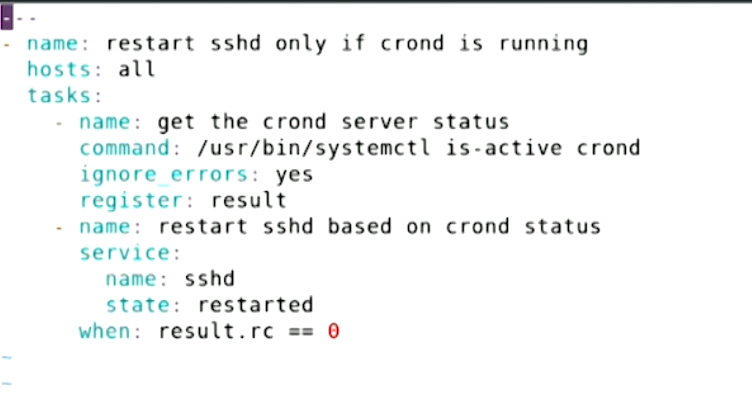 ---
- name: restart sshd only if crond is running
  hosts: all
  tasks:
    - name: get the crond server status
      command: /usr/bin/systemctl is-active crond
      ignore_errors: yes
      register: result
    - name: restart sshd based on crond status
      service:
        name: sshd
        state: restarted
      when: result.rc == 0
~
~